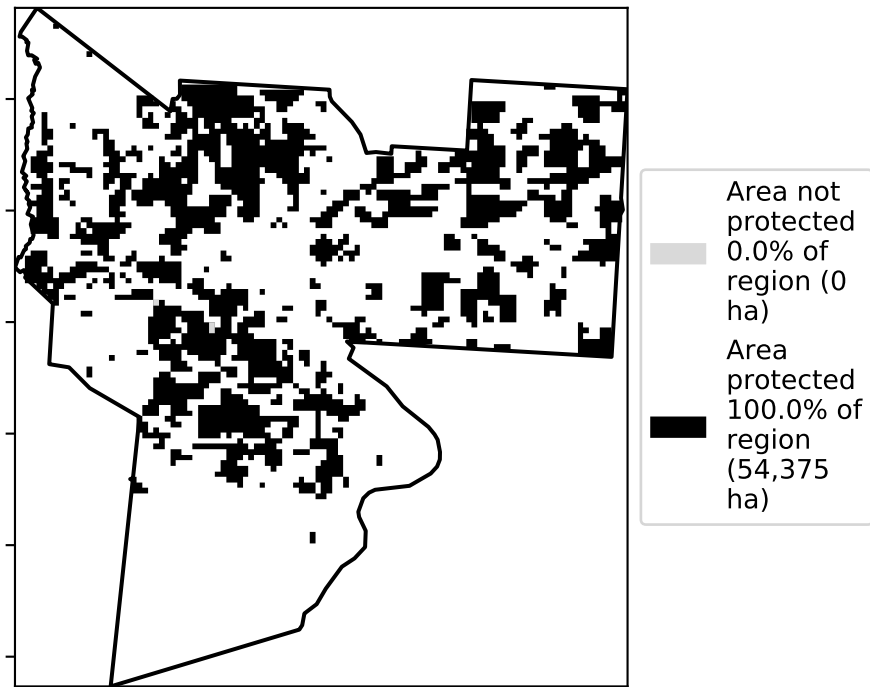 Area not
protected
0.0% of
region (0
ha)
Area
protected
100.0% of
region
(54,375
ha)